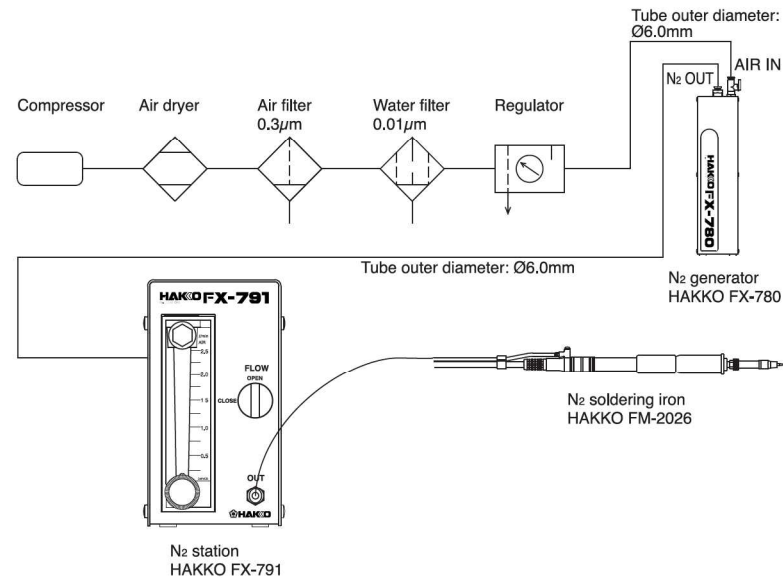 Tube outer diameter:
Ø6.0mm
AIR IN
N2 OUT
Compressor
Air dryer
Air filter
0.3µm
Water filter
0.01µm
Regulator
HAKKO FX-780
Tube outer diameter: Ø6.0mm
N2 generator
HAKKO FX-780
HAKKO FX-791
AIR
2.5
2.0
1.5
1.0
0.5
FLOW
OPEN
CLOSE
OUT
HAKKO
N2 soldering iron
HAKKO FM-2026
N2 station
HAKKO FX-791